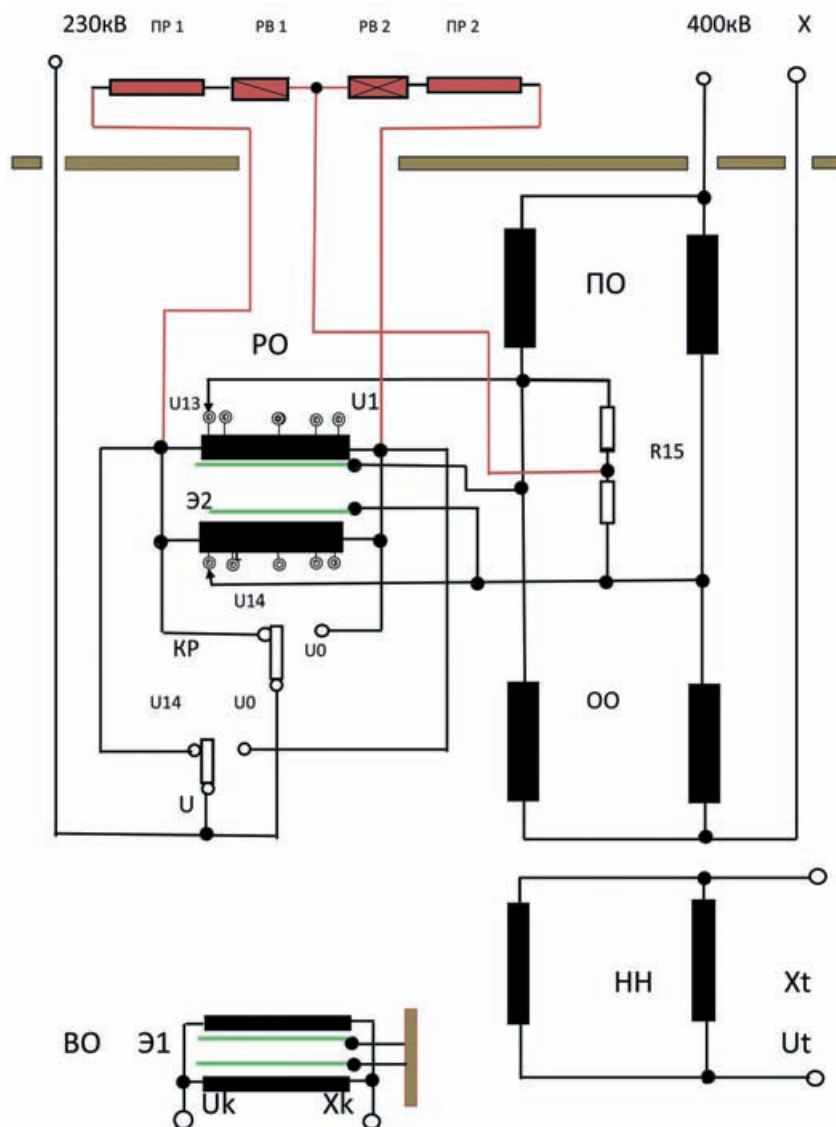 230кВ ПР 1 РВ 1 РВ 2 ПР 2 400кВ Х
ПО
РО
U13 U1
R15
Э2
U14
КР U0
U14 U0
ОО
U
НН Xt
ВО Э1
Ut
Uk Xk